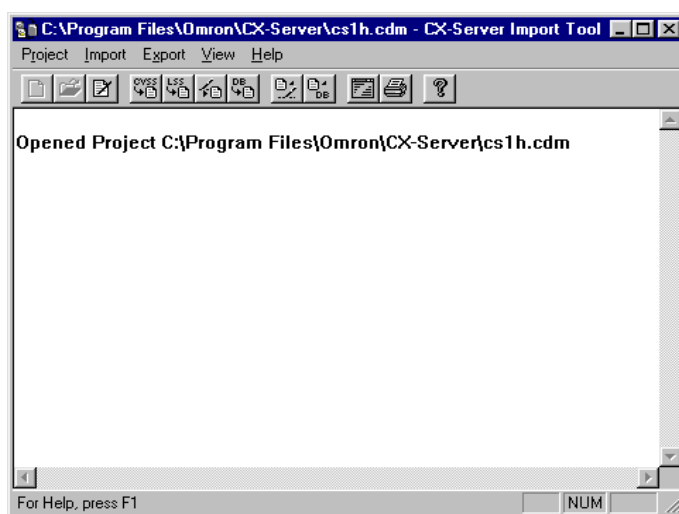 C:\Program Files\Omron\CX-Server\cs1h.cdm - CX-Server Import Tool
Project Import Export View Help
CVSS LSS DB DB
Opened Project C:\Program Files\Omron\CX-Server\cs1h.cdm
For Help, press F1 NUM